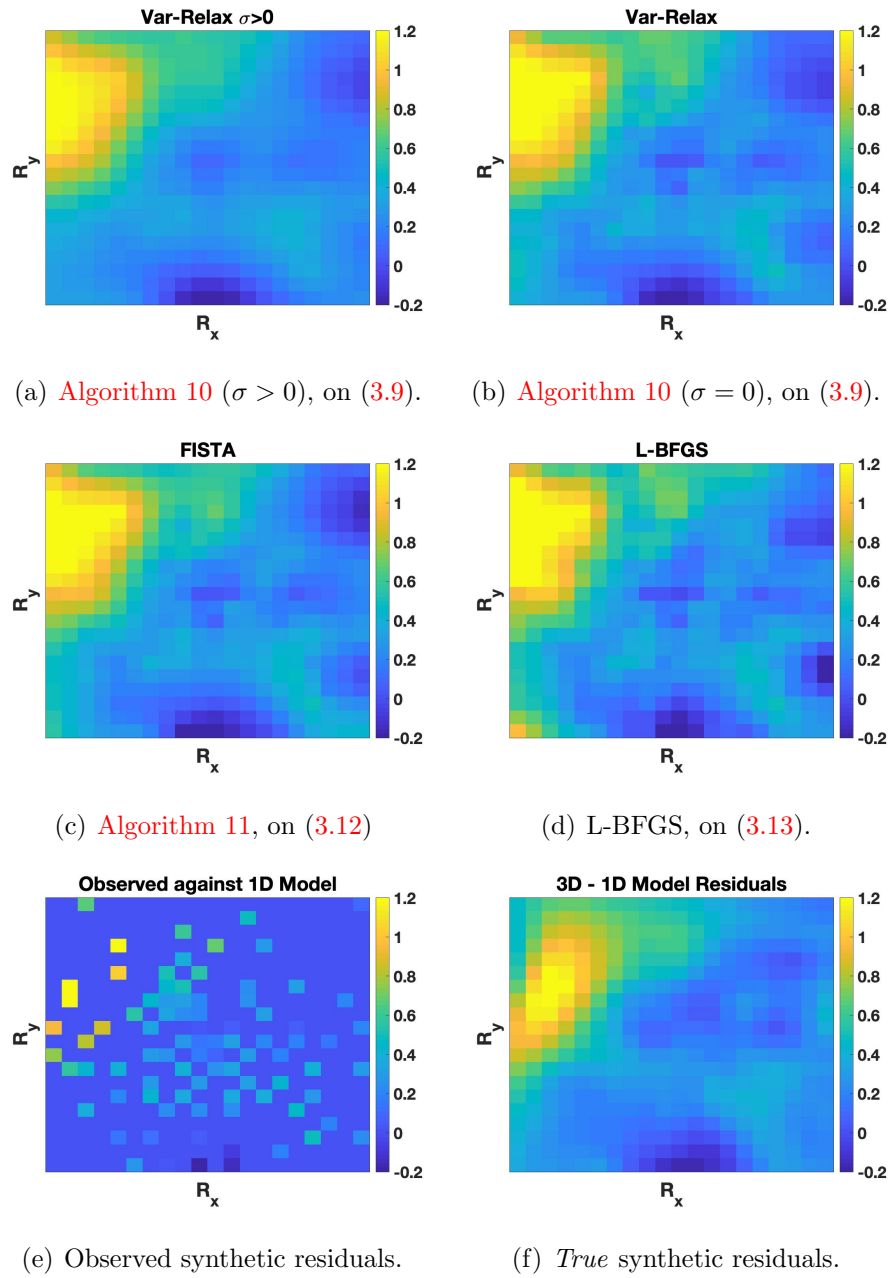 Var-Relax σ>0
R_y
1.2
1
0.8
0.6
0.4
0.2
0
-0.2
R_x
(a) Algorithm 10 (σ > 0), on (3.9).
Var-Relax
R_y
1.2
1
0.8
0.6
0.4
0.2
0
-0.2
R_x
(b) Algorithm 10 (σ = 0), on (3.9).
FISTA
R_y
1.2
1
0.8
0.6
0.4
0.2
0
-0.2
R_x
(c) Algorithm 11, on (3.12)
L-BFGS
R_y
1.2
1
0.8
0.6
0.4
0.2
0
-0.2
R_x
(d) L-BFGS, on (3.13).
Observed against 1D Model
R_y
1.2
1
0.8
0.6
0.4
0.2
0
-0.2
R_x
(e) Observed synthetic residuals.
3D - 1D Model Residuals
R_y
1.2
1
0.8
0.6
0.4
0.2
0
-0.2
R_x
(f) True synthetic residuals.